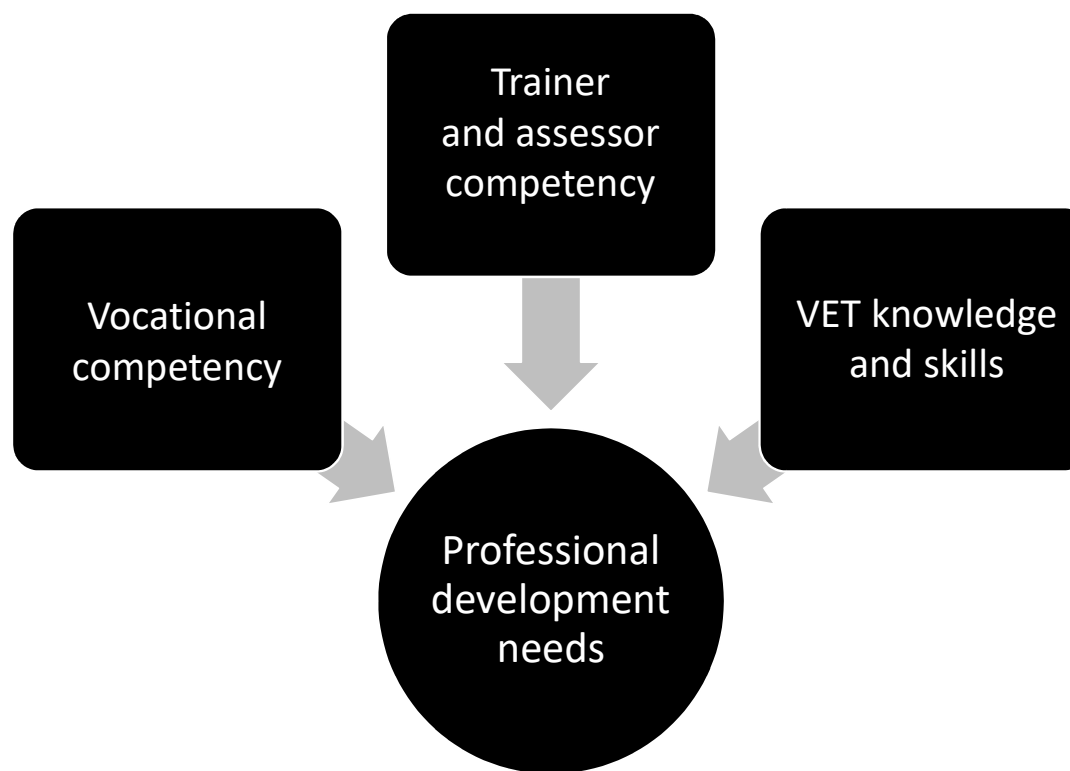 Trainer
and assessor
competency
Vocational
competency
VET knowledge
and skills
Professional
development
needs